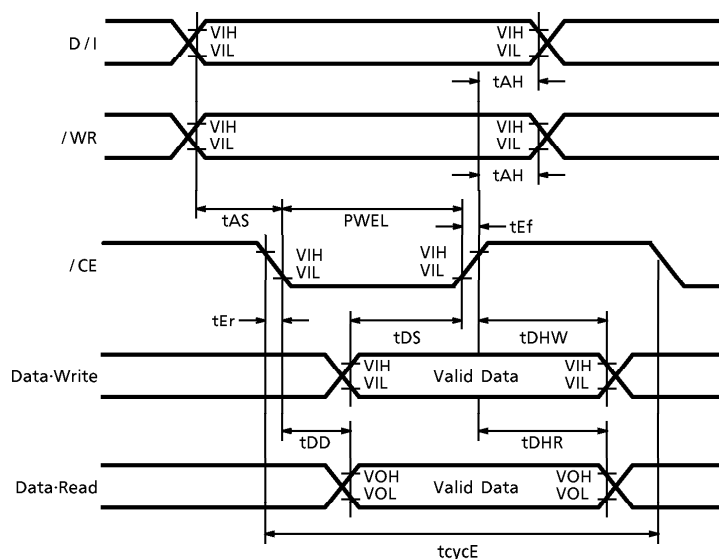 D / I
VIH
VIL
VIH
VIL
tAH
/ WR
VIH
VIL
VIH
VIL
tAH
tAS
PWEL
tEf
/ CE
VIH
VIL
VIH
VIL
tEr
tDS
tDHW
Data·Write
VIH
VIL
Valid Data
VIH
VIL
tDD
tDHR
Data·Read
VOH
VOL
Valid Data
VOH
VOL
tcycE